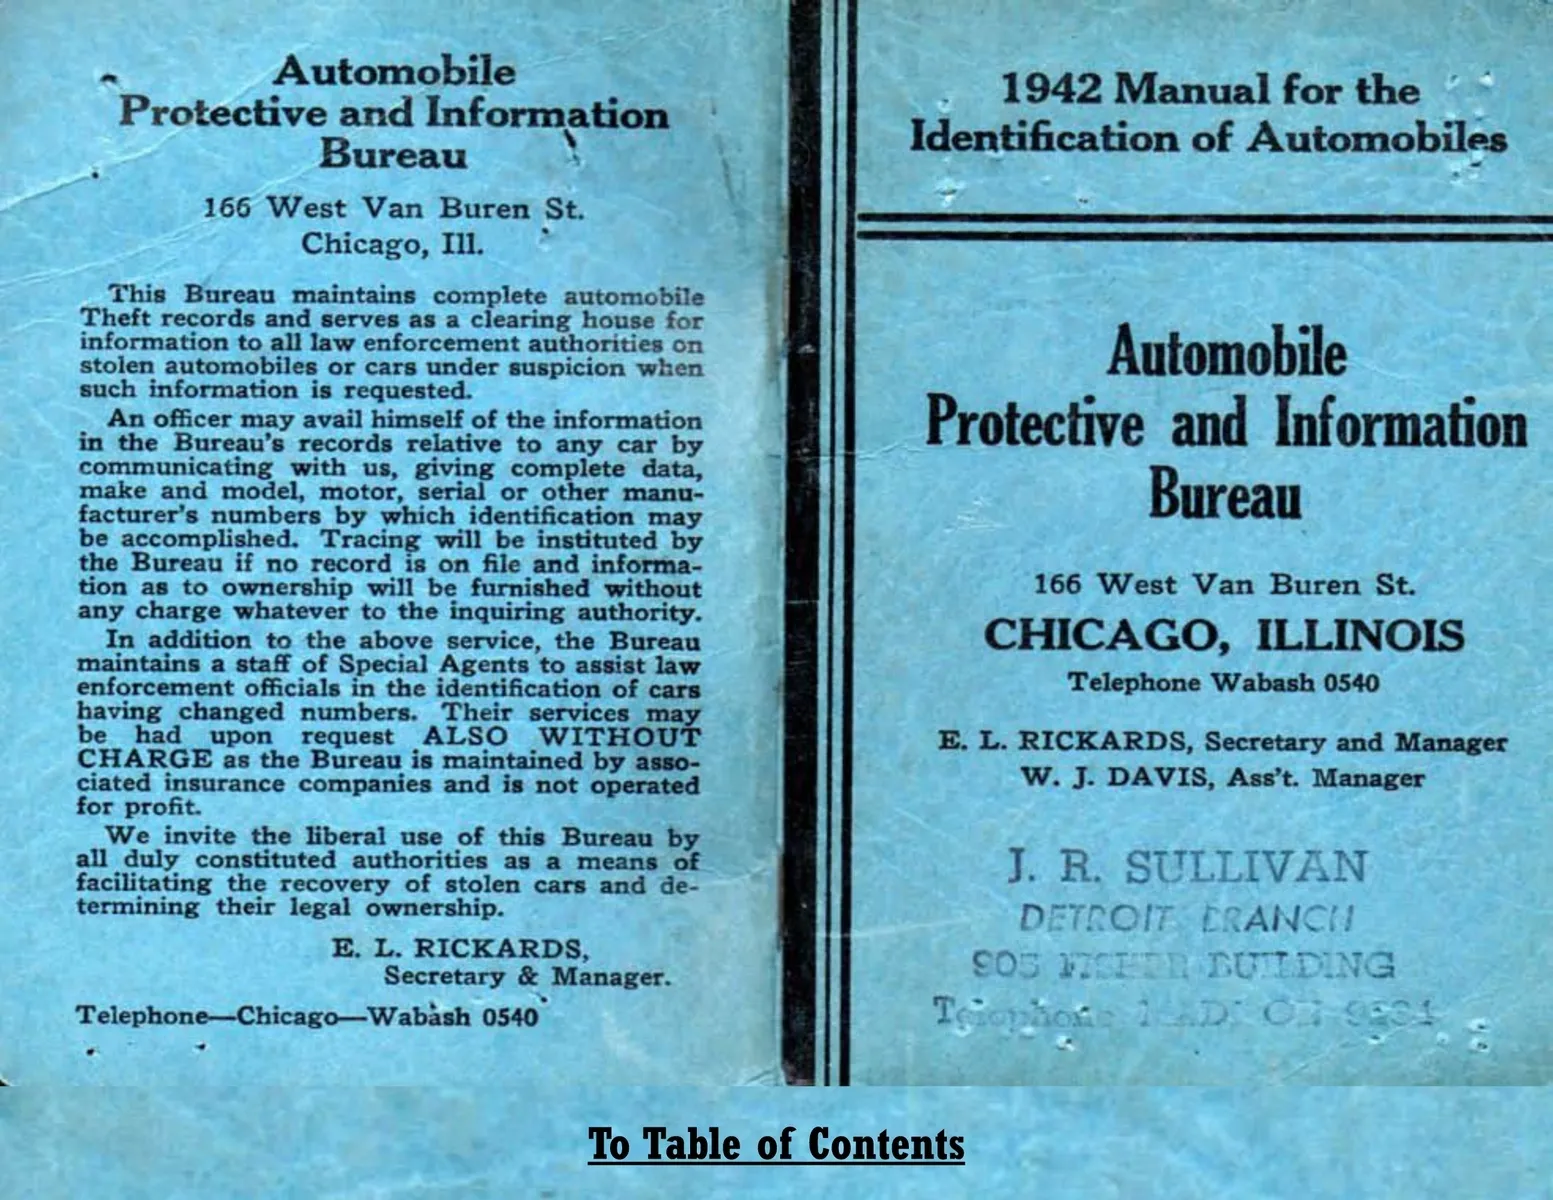 Automobile
Protective and Information
Bureau
166 West Van Buren St.
Chicago, Ill.
This Bureau maintains complete automobile
Theft records and serves as a clearing house for
information to all law enforcement authorities on
stolen automobiles or cars under suspicion when
such information is requested.
An officer may avail himself of the information
in the Bureau's records relative to any car by
communicating with us, giving complete data,
make and model, motor, serial or other manu-
facturer's numbers by which identification may
be accomplished. Tracing will be instituted by
the Bureau if no record is on file and informa-
tion as to ownership will be furnished without
any charge whatever to the inquiring authority.
In addition to the above service, the Bureau
maintains a staff of Special Agents to assist law
enforcement officials in the identification of cars
having changed numbers. Their services may
be had upon request ALSO WITHOUT
CHARGE as the Bureau is maintained by asso-
ciated insurance companies and is not operated
for profit.
We invite the liberal use of this Bureau by
all duly constituted authorities as a means of
facilitating the recovery of stolen cars and de-
termining their legal ownership.
E. L. RICKARDS,
Secretary & Manager.
Telephone—Chicago—Wabash 0540
1942 Manual for the
Identification of Automobiles
Automobile
Protective and Information
Bureau
166 West Van Buren St.
CHICAGO, ILLINOIS
Telephone Wabash 0540
E. L. RICKARDS, Secretary and Manager
W. J. DAVIS, Ass't. Manager
J. R. SULLIVAN
DETROIT BRANCH
905 FISHER BUILDING
Telephone
To Table of Contents